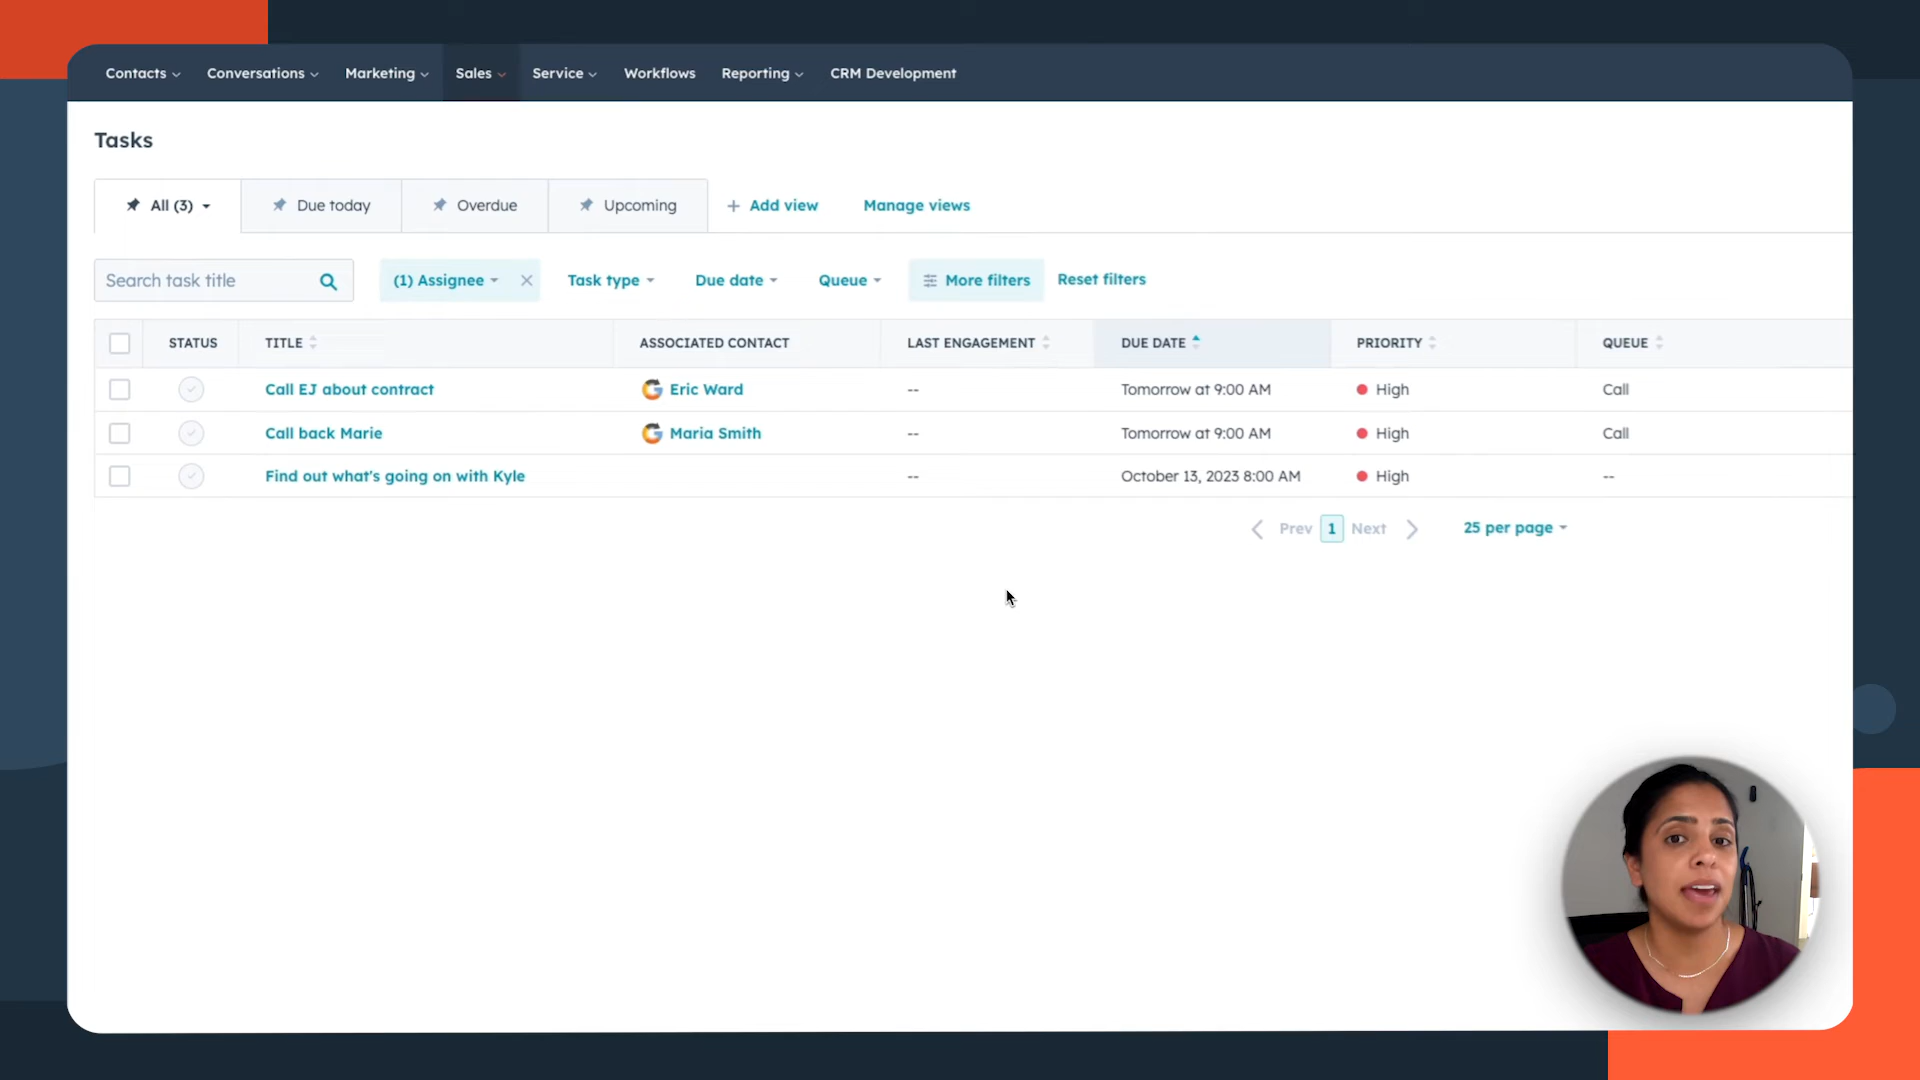 Contacts Conversations Marketing Sales Service Workflows Reporting CRM Development
Tasks
All (3) Due today Overdue Upcoming + Add view Manage views
Search task title (1) Assignee Task type Due date Queue More filters Reset filters
STATUS TITLE ASSOCIATED CONTACT LAST ENGAGEMENT DUE DATE PRIORITY QUEUE
Call EJ about contract Eric Ward -- Tomorrow at 9:00 AM High Call
Call back Marie Maria Smith -- Tomorrow at 9:00 AM High Call
Find out what's going on with Kyle -- October 13, 2023 8:00 AM High --
Prev 1 Next 25 per page